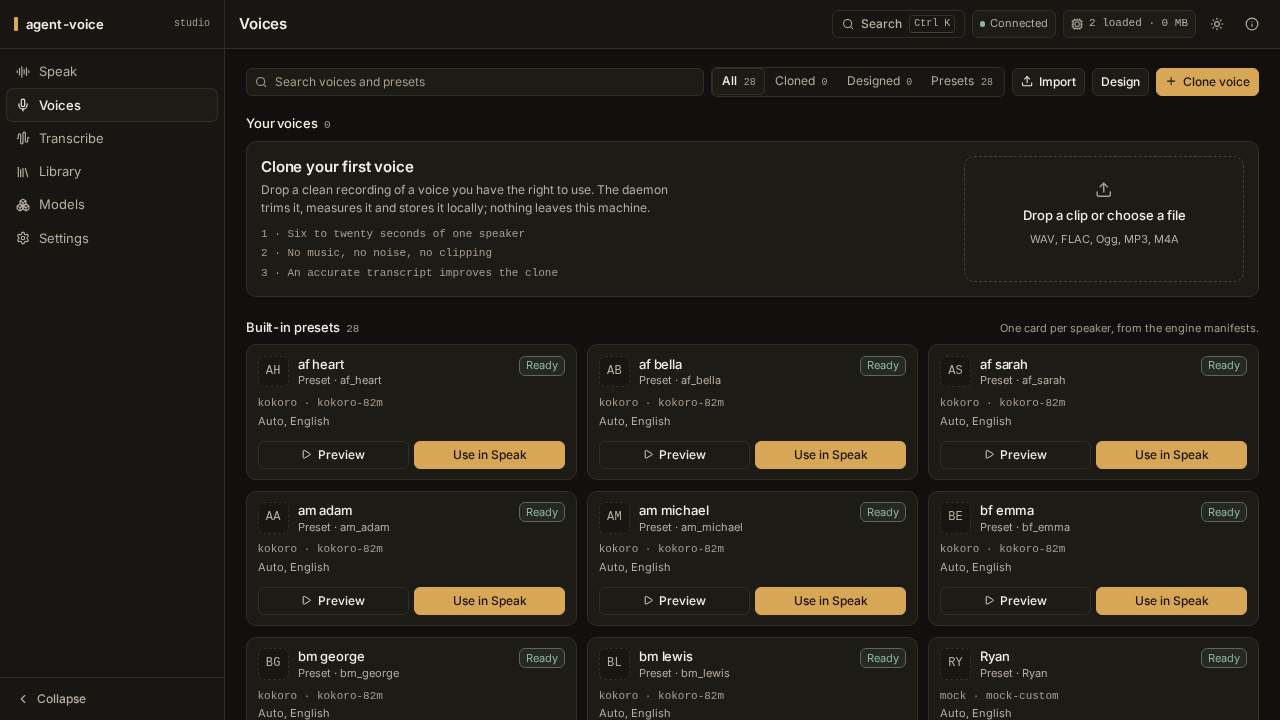 agent-voice studio
Voices
Search Ctrl K
Connected
2 loaded · 0 MB
Speak
Voices
Transcribe
Library
Models
Settings
Collapse
Search voices and presets
All 28
Cloned 0
Designed 0
Presets 28
Import
Design
Clone voice
Your voices 0
Clone your first voice
Drop a clean recording of a voice you have the right to use. The daemon
trims it, measures it and stores it locally; nothing leaves this machine.
1 · Six to twenty seconds of one speaker
2 · No music, no noise, no clipping
3 · An accurate transcript improves the clone
Drop a clip or choose a file
WAV, FLAC, Ogg, MP3, M4A
Built-in presets 28
One card per speaker, from the engine manifests.
AH
af heart
Preset · af_heart
Ready
kokoro · kokoro-82m
Auto, English
Preview
Use in Speak
AB
af bella
Preset · af_bella
Ready
kokoro · kokoro-82m
Auto, English
Preview
Use in Speak
AS
af sarah
Preset · af_sarah
Ready
kokoro · kokoro-82m
Auto, English
Preview
Use in Speak
AA
am adam
Preset · am_adam
Ready
kokoro · kokoro-82m
Auto, English
Preview
Use in Speak
AM
am michael
Preset · am_michael
Ready
kokoro · kokoro-82m
Auto, English
Preview
Use in Speak
BE
bf emma
Preset · bf_emma
Ready
kokoro · kokoro-82m
Auto, English
Preview
Use in Speak
BG
bm george
Preset · bm_george
Ready
kokoro · kokoro-82m
Auto, English
BL
bm lewis
Preset · bm_lewis
Ready
kokoro · kokoro-82m
Auto, English
RY
Ryan
Preset · Ryan
Ready
mock · mock-custom
Auto, English